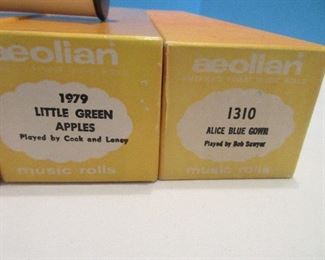 aeolian
1979
LITTLE GREEN
APPLES
Played by Cook and Laney
music rolls
aeolian
1310
ALICE BLUE GOWN
Played by Bob Sawyer
music rolls